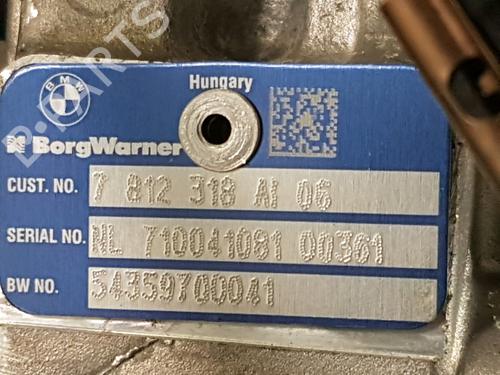 BMW
Hungary
BorgWarner
CUST. NO. 7 812 318 AI 06
SERIAL NO. NL 710041081 00361
BW NO. 54359700041
B-PARTS